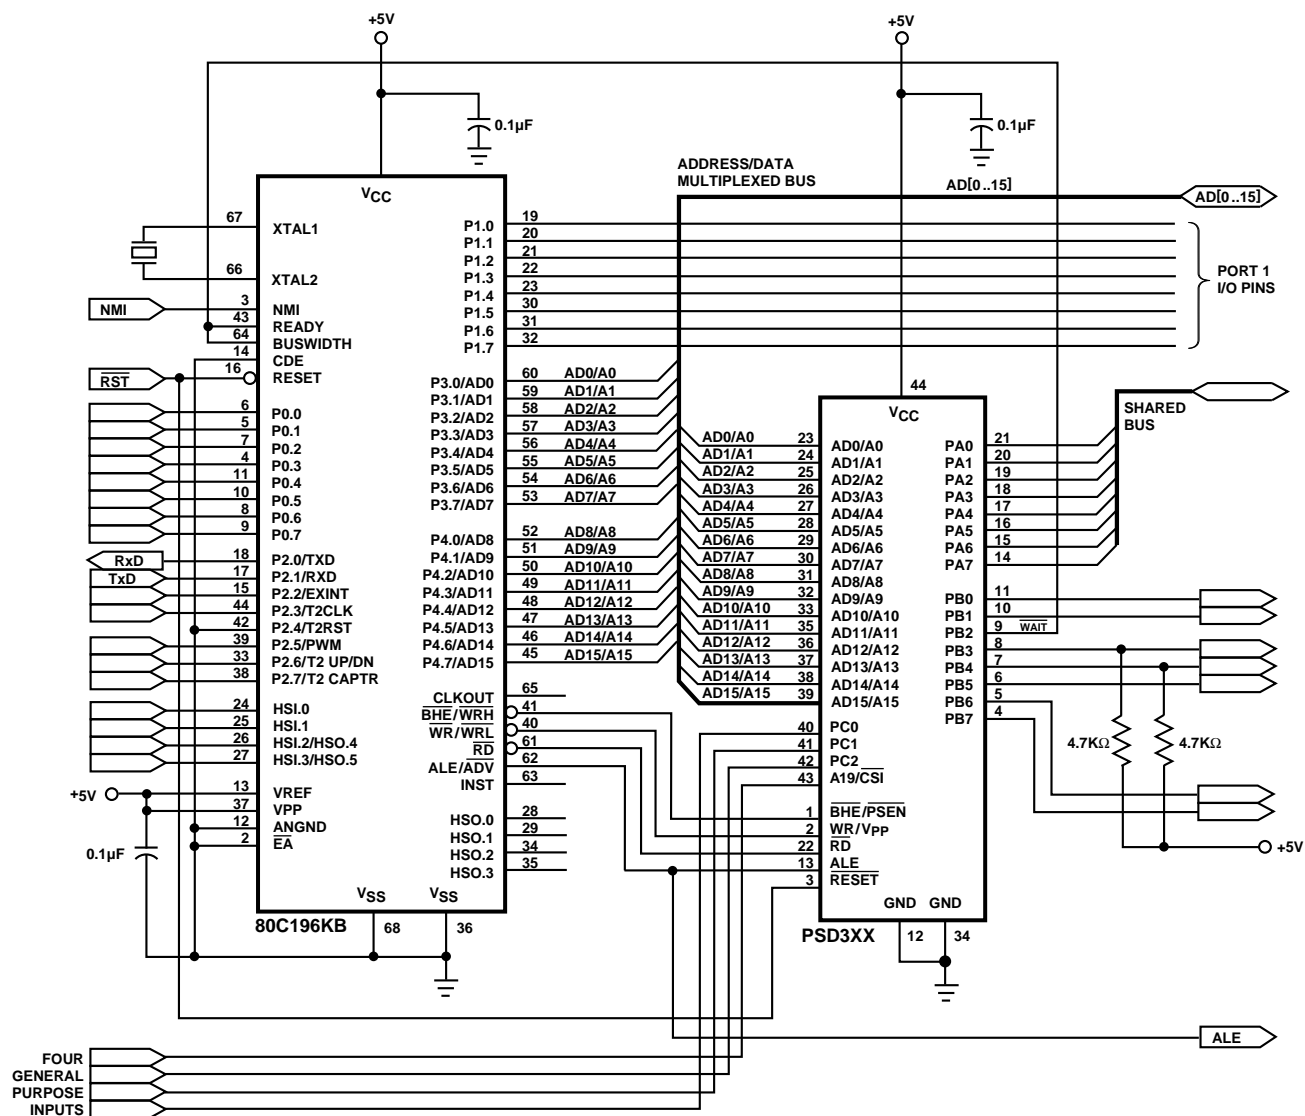 +5V
+5V
0.1µF
0.1µF
ADDRESS/DATA
MULTIPLEXED BUS
AD[0..15]
AD[0..15]
VCC
67
XTAL1
66
XTAL2
NMI
3
NMI
43
READY
64
BUSWIDTH
14
CDE
RST
16
RESET
6
P0.0
5
P0.1
7
P0.2
4
P0.3
11
P0.4
10
P0.5
8
P0.6
9
P0.7
RxD
18
P2.0/TXD
TxD
17
P2.1/RXD
15
P2.2/EXINT
44
P2.3/T2CLK
42
P2.4/T2RST
39
P2.5/PWM
33
P2.6/T2 UP/DN
38
P2.7/T2 CAPTR
24
HSI.0
25
HSI.1
26
HSI.2/HSO.4
27
HSI.3/HSO.5
+5V
13
VREF
37
VPP
12
ANGND
2
EA
0.1µF
VSS
VSS
80C196KB
68
36
P1.0
19
P1.1
20
P1.2
21
P1.3
22
P1.4
23
P1.5
30
P1.6
31
P1.7
32
PORT 1
I/O PINS
P3.0/AD0
60
AD0/A0
P3.1/AD1
59
AD1/A1
P3.2/AD2
58
AD2/A2
P3.3/AD3
57
AD3/A3
P3.4/AD4
56
AD4/A4
P3.5/AD5
55
AD5/A5
P3.6/AD6
54
AD6/A6
P3.7/AD7
53
AD7/A7
P4.0/AD8
52
AD8/A8
P4.1/AD9
51
AD9/A9
P4.2/AD10
50
AD10/A10
P4.3/AD11
49
AD11/A11
P4.4/AD12
48
AD12/A12
P4.5/AD13
47
AD13/A13
P4.6/AD14
46
AD14/A14
P4.7/AD15
45
AD15/A15
CLKOUT
65
BHE/WRH
41
WR/WRL
40
RD
61
ALE/ADV
62
INST
63
HSO.0
28
HSO.1
29
HSO.2
34
HSO.3
35
44
VCC
AD0/A0
23
AD0/A0
AD1/A1
24
AD1/A1
AD2/A2
25
AD2/A2
AD3/A3
26
AD3/A3
AD4/A4
27
AD4/A4
AD5/A5
28
AD5/A5
AD6/A6
29
AD6/A6
AD7/A7
30
AD7/A7
AD8/A8
31
AD8/A8
AD9/A9
32
AD9/A9
AD10/A10
33
AD10/A10
AD11/A11
35
AD11/A11
AD12/A12
36
AD12/A12
AD13/A13
37
AD13/A13
AD14/A14
38
AD14/A14
AD15/A15
39
AD15/A15
40
PC0
41
PC1
42
PC2
43
A19/CSI
1
BHE/PSEN
2
WR/VPP
22
RD
13
ALE
3
RESET
GND
GND
PSD3XX
12
34
SHARED
BUS
PA0
21
PA1
20
PA2
19
PA3
18
PA4
17
PA5
16
PA6
15
PA7
14
PB0
11
PB1
10
PB2
9
WAIT
PB3
8
PB4
7
PB5
6
PB6
5
PB7
4
4.7KΩ
4.7KΩ
+5V
ALE
FOUR
GENERAL
PURPOSE
INPUTS